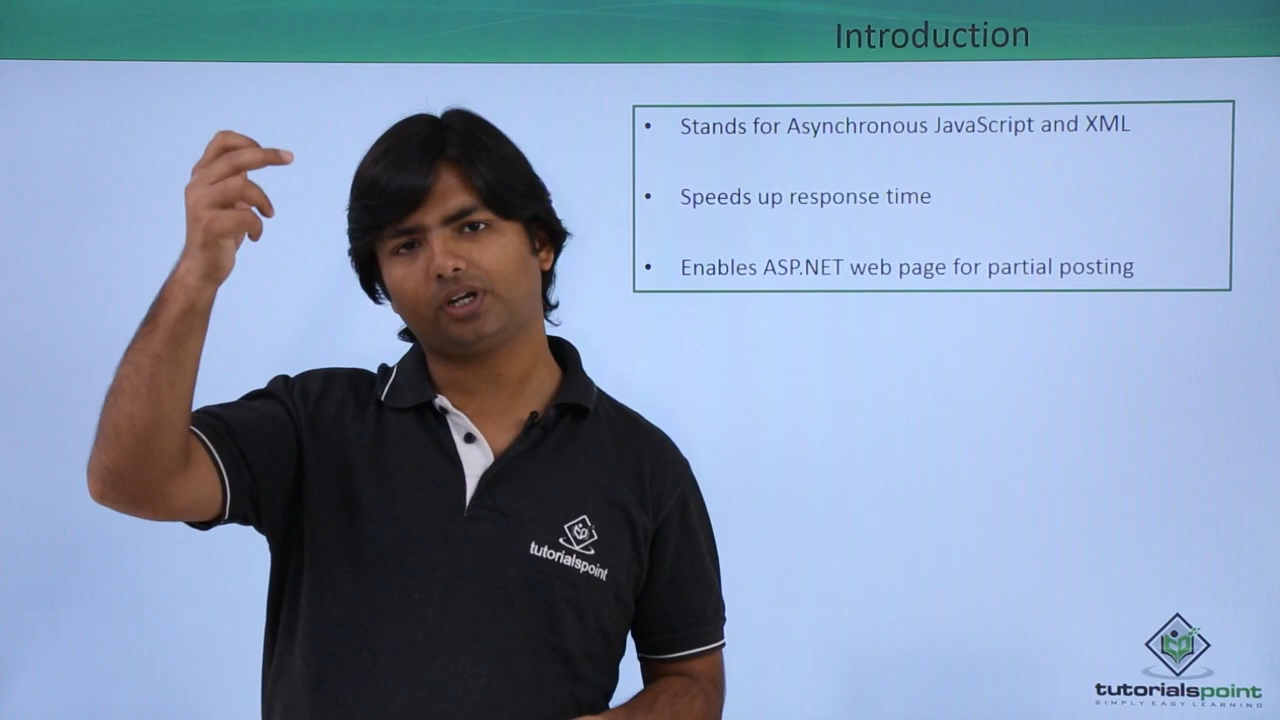 Introduction
• Stands for Asynchronous JavaScript and XML
• Speeds up response time
• Enables ASP.NET web page for partial posting
tutorialspoint
tutorialspoint
SIMPLY EASY LEARNING